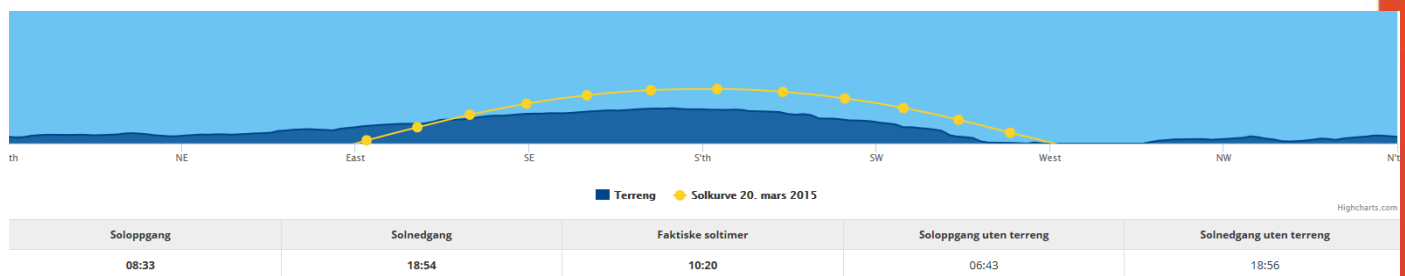 th NE East SE S'th SW West NW N't
Terreng Solkurve 20. mars 2015
Highcharts.com
Soloppgang Solnedgang Faktiske soltimer Soloppgang uten terreng Solnedgang uten terreng
08:33 18:54 10:20 06:43 18:56